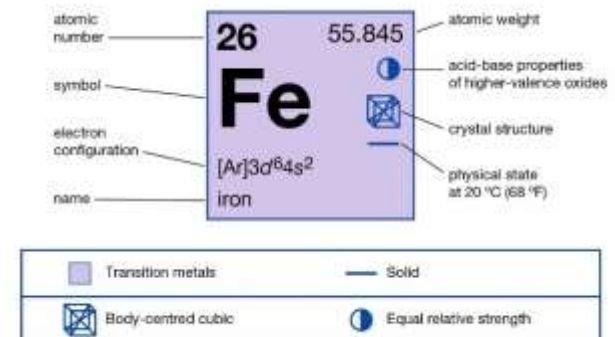 atomic
number
26
55.845
atomic weight
acid-base properties
of higher-valence oxides
symbol
Fe
crystal structure
electron
configuration
[Ar]3d⁶4s²
physical state
at 20 ºC (68 ºF)
name
iron
Transition metals
Solid
Body-centred cubic
Equal relative strength